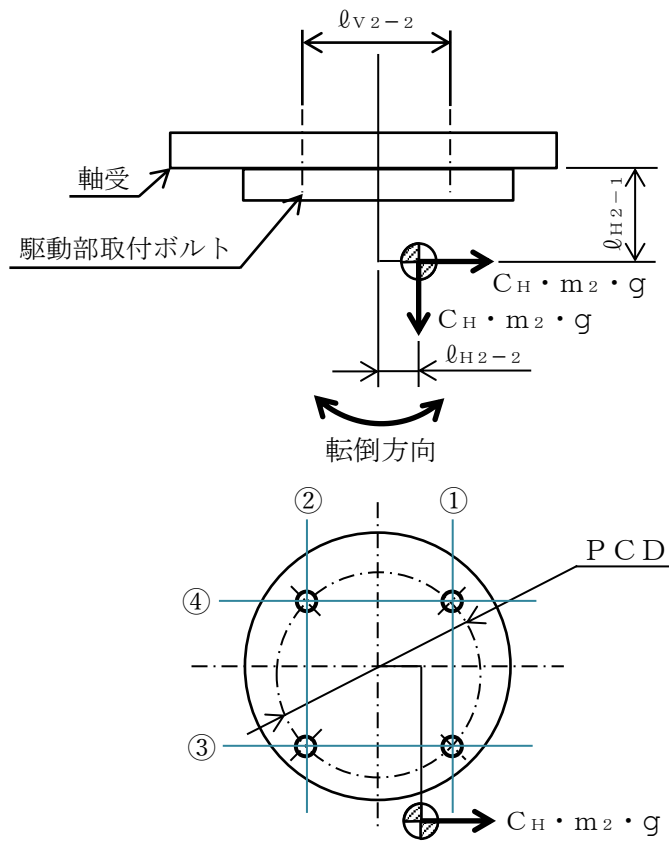 ℓV2−2
軸受
駆動部取付ボルト
ℓH2−1
CH・m2・g
CH・m2・g
ℓH2−2
転倒方向
② ①
PCD
④
③
CH・m2・g